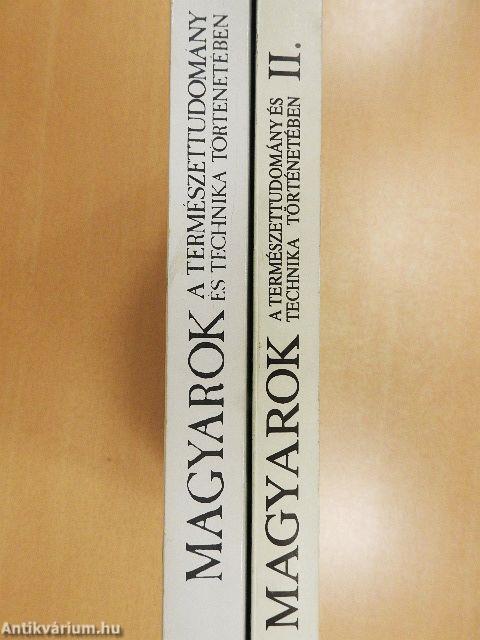 MAGYAROK
A TERMÉSZETTUDOMÁNY
ÉS TECHNIKA TÖRTÉNETÉBEN
MAGYAROK
A TERMÉSZETTUDOMÁNY ÉS
TECHNIKA TÖRTÉNETÉBEN
II.
Antikvárium.hu